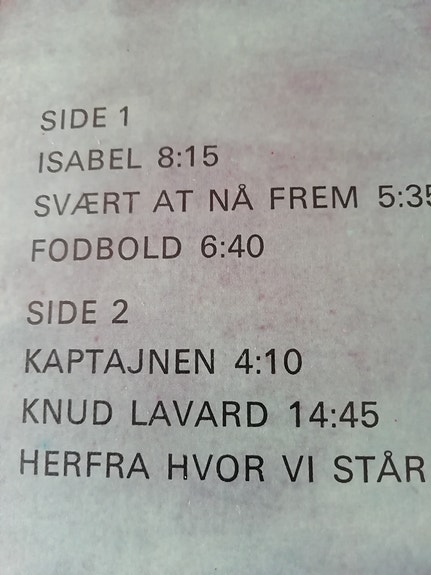 SIDE 1
ISABEL 8:15
SVÆRT AT NÅ FREM 5:35
FODBOLD 6:40
SIDE 2
KAPTAJNEN 4:10
KNUD LAVARD 14:45
HERFRA HVOR VI STÅR